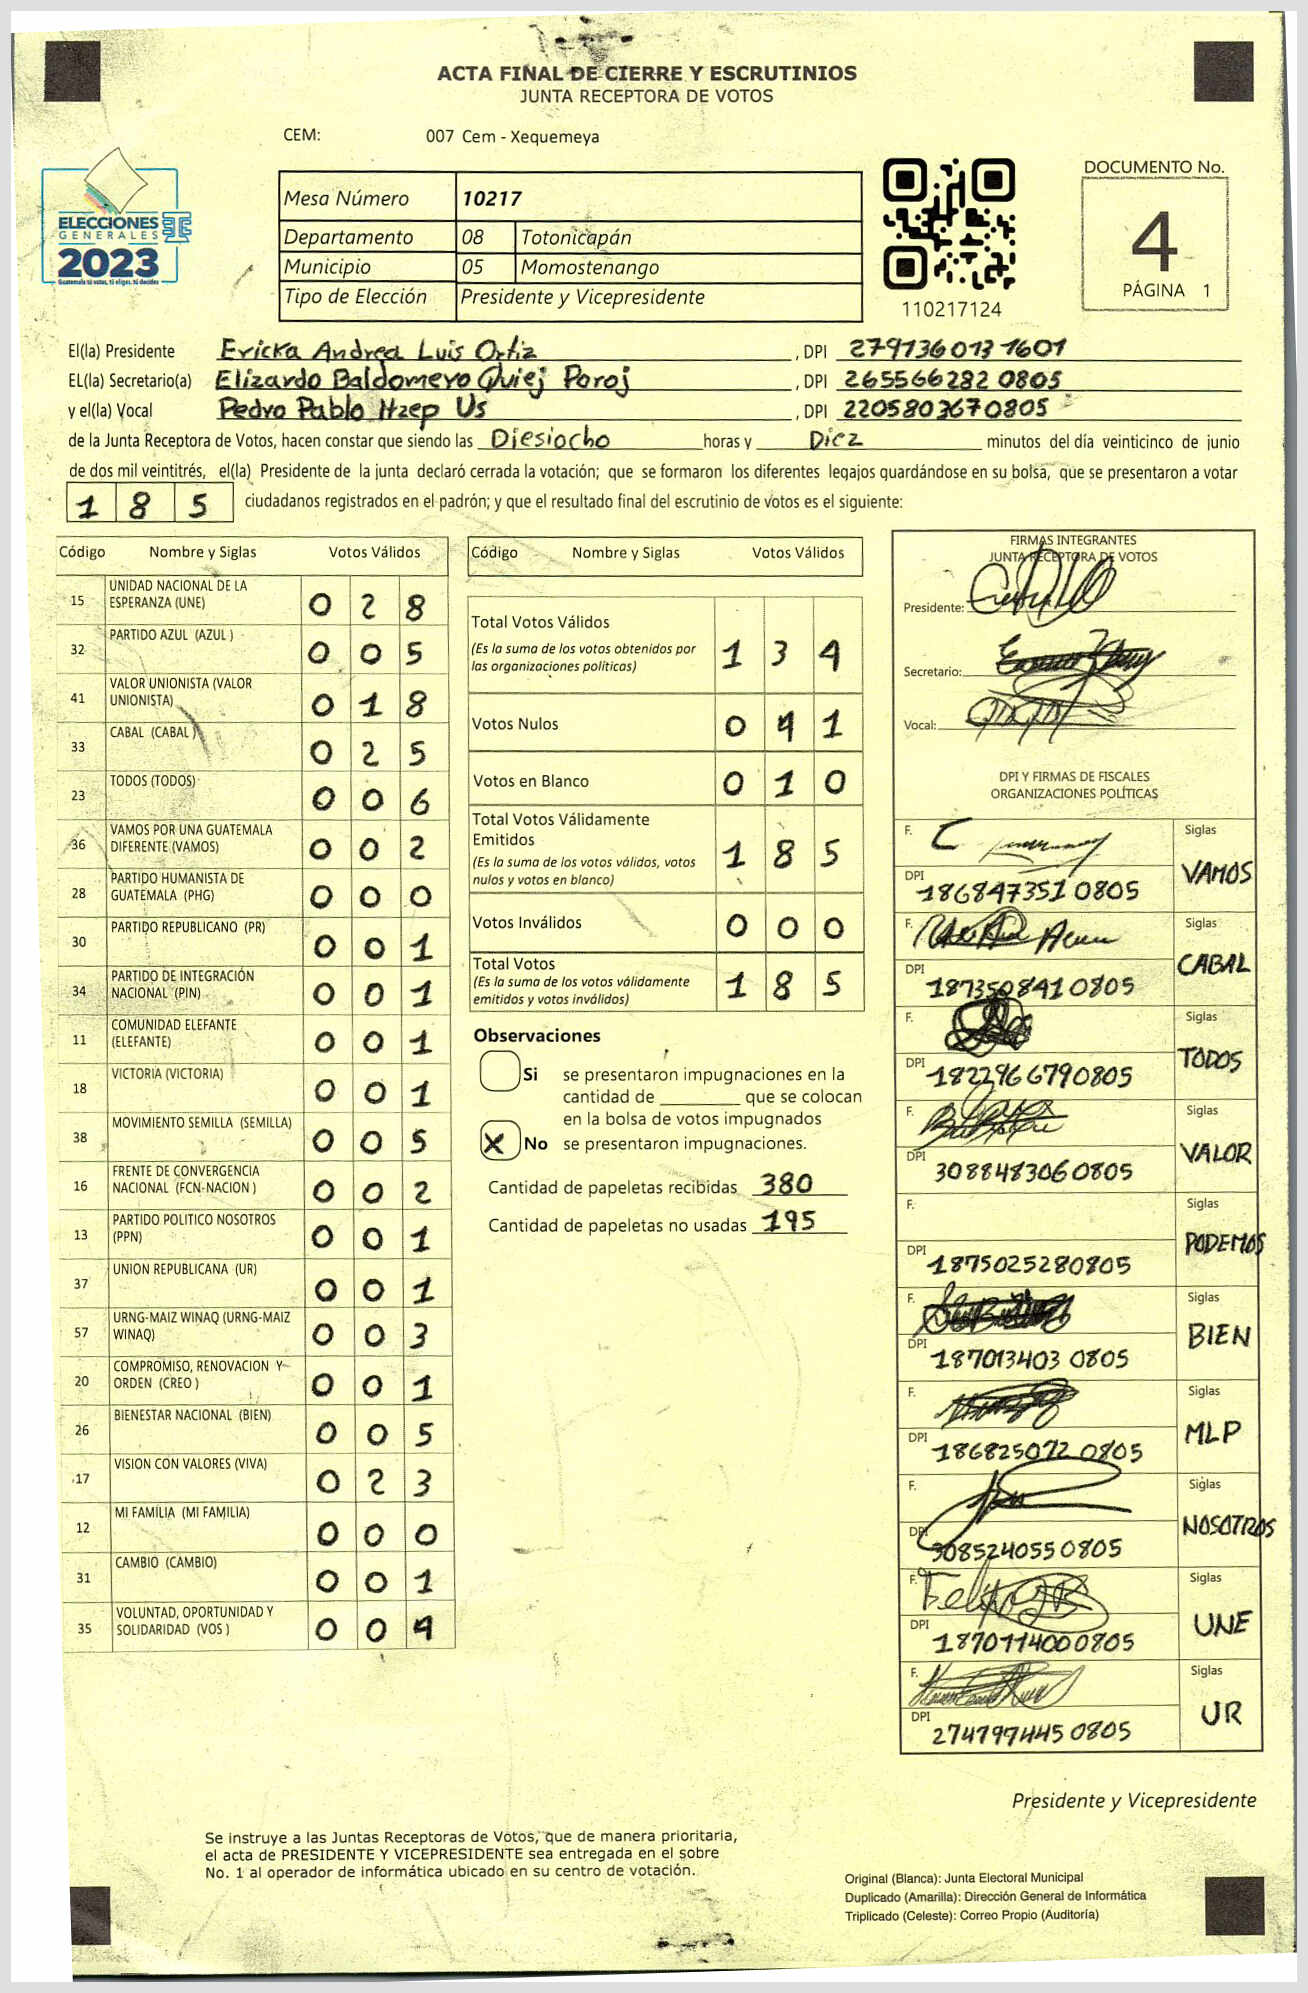 ACTA FINAL DE CIERRE Y ESCRUTINIOS
JUNTA RECEPTORA DE VOTOS
CEM: 007 Cem - Xequemeya
ELECCIONES
GENERALES
2023
Guatemala tú votas, tú eliges, tú decides
Mesa Número 10217
Departamento 08 Totonicapán
Municipio 05 Momostenango
Tipo de Elección Presidente y Vicepresidente
110217124
DOCUMENTO No.
4
PÁGINA 1
El(la) Presidente Ericka Andrea Luis Ortiz , DPI 2791360131601
EL(la) Secretario(a) Elizardo Baldomero Quiej Poroj , DPI 265566282 0805
y el(la) Vocal Pedro Pablo Itzep Us , DPI 2205803670805
de la Junta Receptora de Votos, hacen constar que siendo las Diesiocho horas y Diez minutos del día veinticinco de junio
de dos mil veintitrés, el(la) Presidente de la junta declaró cerrada la votación; que se formaron los diferentes legajos quardándose en su bolsa, que se presentaron a votar
1 8 5 ciudadanos registrados en el padrón; y que el resultado final del escrutinio de votos es el siguiente:
Código Nombre y Siglas Votos Válidos
15 UNIDAD NACIONAL DE LA ESPERANZA (UNE) 0 2 8
32 PARTIDO AZUL (AZUL ) 0 0 5
41 VALOR UNIONISTA (VALOR UNIONISTA) 0 1 8
33 CABAL (CABAL ) 0 2 5
23 TODOS (TODOS) 0 0 6
36 VAMOS POR UNA GUATEMALA DIFERENTE (VAMOS) 0 0 2
28 PARTIDO HUMANISTA DE GUATEMALA (PHG) 0 0 0
30 PARTIDO REPUBLICANO (PR) 0 0 1
34 PARTIDO DE INTEGRACIÓN NACIONAL (PIN) 0 0 1
11 COMUNIDAD ELEFANTE (ELEFANTE) 0 0 1
18 VICTORIA (VICTORIA) 0 0 1
38 MOVIMIENTO SEMILLA (SEMILLA) 0 0 5
16 FRENTE DE CONVERGENCIA NACIONAL (FCN-NACION ) 0 0 2
13 PARTIDO POLITICO NOSOTROS (PPN) 0 0 1
37 UNION REPUBLICANA (UR) 0 0 1
57 URNG-MAIZ WINAQ (URNG-MAIZ WINAQ) 0 0 3
20 COMPROMISO, RENOVACION Y ORDEN (CREO ) 0 0 1
26 BIENESTAR NACIONAL (BIEN) 0 0 5
17 VISION CON VALORES (VIVA) 0 2 3
12 MI FAMILIA (MI FAMILIA) 0 0 0
31 CAMBIO (CAMBIO) 0 0 1
35 VOLUNTAD, OPORTUNIDAD Y SOLIDARIDAD (VOS ) 0 0 4
Código Nombre y Siglas Votos Válidos
Total Votos Válidos 1 3 4
(Es la suma de los votos obtenidos por
las organizaciones políticas)
Votos Nulos 0 4 1
Votos en Blanco 0 1 0
Total Votos Válidamente
Emitidos 1 8 5
(Es la suma de los votos válidos, votos
nulos y votos en blanco)
Votos Inválidos 0 0 0
Total Votos 1 8 5
(Es la suma de los votos válidamente
emitidos y votos inválidos)
Observaciones
Si se presentaron impugnaciones en la
cantidad de ________ que se colocan
en la bolsa de votos impugnados
X No se presentaron impugnaciones.
Cantidad de papeletas recibidas 380
Cantidad de papeletas no usadas 195
FIRMAS INTEGRANTES
JUNTA RECEPTORA DE VOTOS
Presidente:
Secretario:
Vocal:
DPI Y FIRMAS DE FISCALES
ORGANIZACIONES POLÍTICAS
F. Siglas
DPI 186847351 0805 VAMOS
F. Siglas
DPI 1873508410805 CABAL
F. Siglas
DPI 1822966790805 TODOS
F. Siglas
DPI 3088483060805 VALOR
F. Siglas
DPI 1875025280805 PODEMOS
F. Siglas
DPI 187013403 0805 BIEN
F. Siglas
DPI 186825072 0805 MLP
F. Siglas
DPI 3085240550805 NOSOTROS
F. Siglas
DPI 1870114000805 UNE
F. Siglas
DPI 274797445 0805 UR
Presidente y Vicepresidente
Se instruye a las Juntas Receptoras de Votos, que de manera prioritaria,
el acta de PRESIDENTE Y VICEPRESIDENTE sea entregada en el sobre
No. 1 al operador de informática ubicado en su centro de votación.
Original (Blanca): Junta Electoral Municipal
Duplicado (Amarilla): Dirección General de Informática
Triplicado (Celeste): Correo Propio (Auditoría)